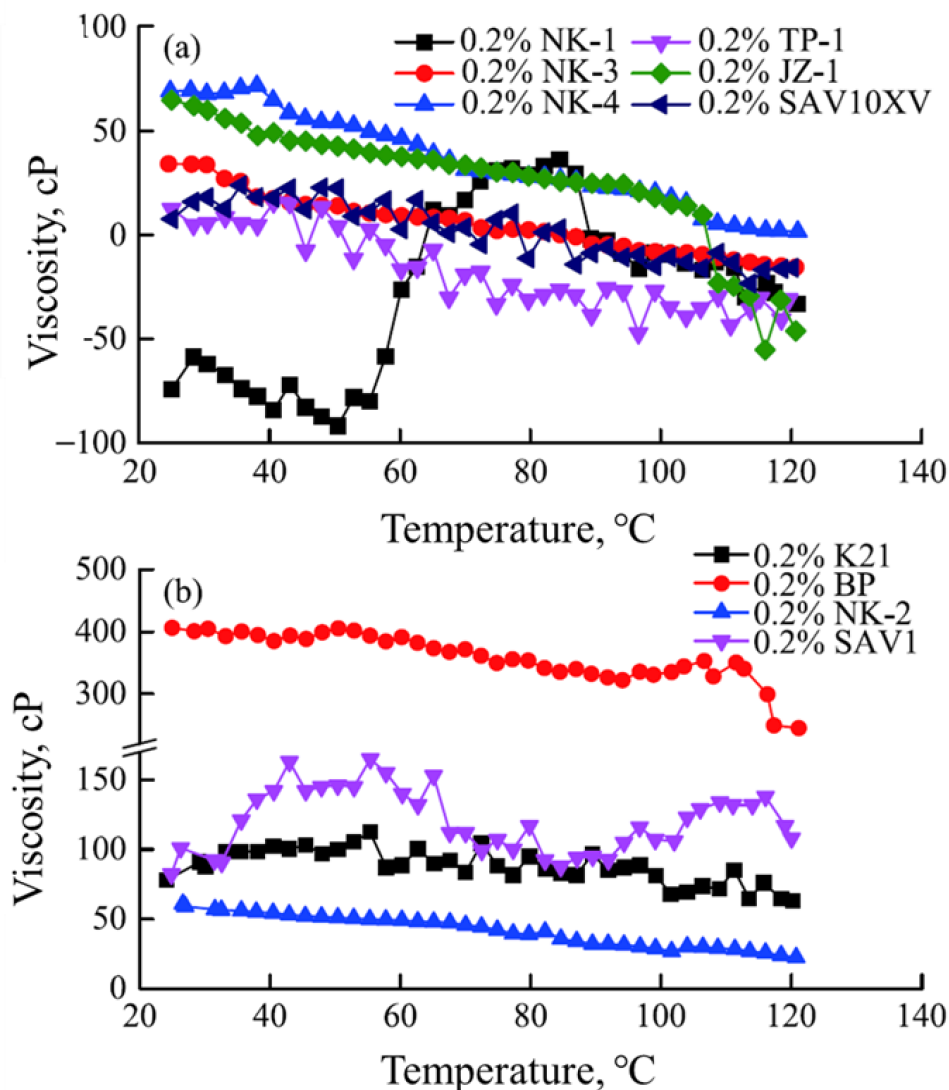 (a)
0.2% NK-1
0.2% NK-3
0.2% NK-4
0.2% TP-1
0.2% JZ-1
0.2% SAV10XV
100
50
0
−50
−100
Viscosity, cP
20 40 60 80 100 120 140
Temperature, °C
(b)
0.2% K21
0.2% BP
0.2% NK-2
0.2% SAV1
500
400
300
150
100
50
0
Viscosity, cP
20 40 60 80 100 120 140
Temperature, °C